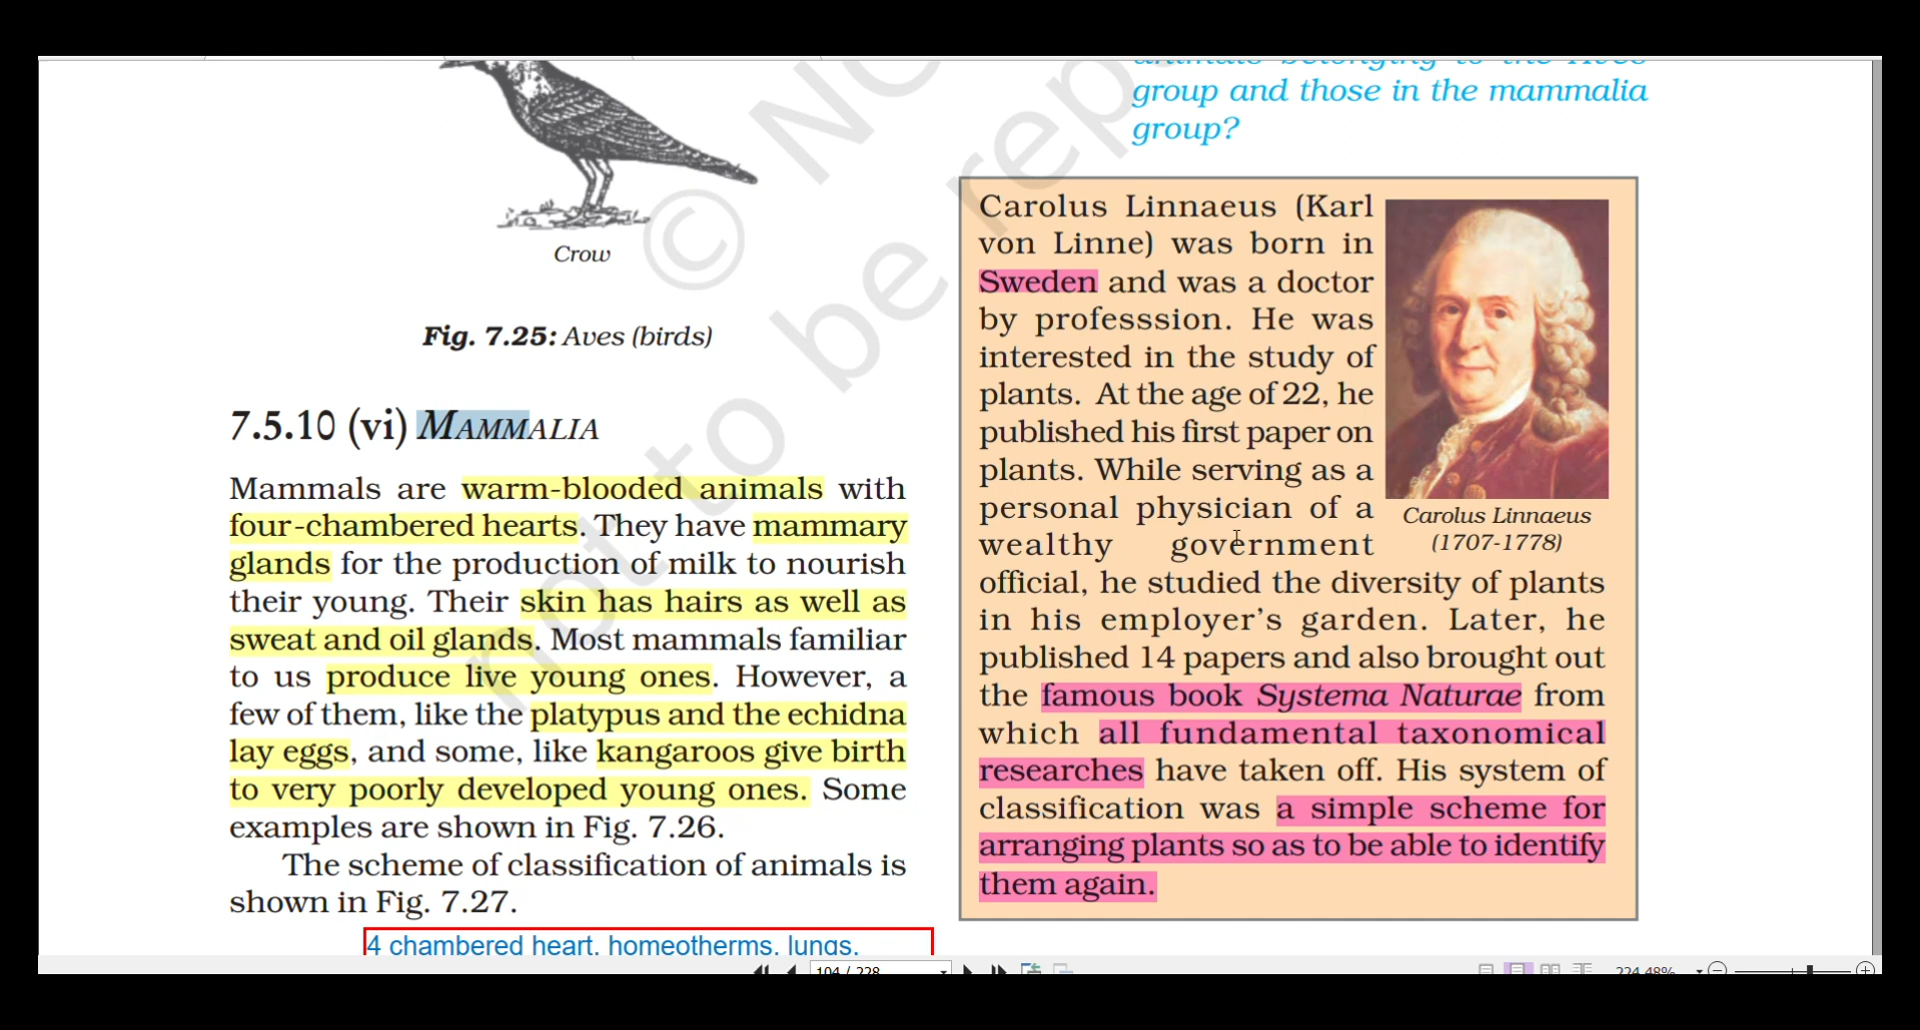 group and those in the mammalia
group?
Crow
Fig. 7.25: Aves (birds)
7.5.10 (vi) MAMMALIA
Mammals are warm-blooded animals with
four-chambered hearts. They have mammary
glands for the production of milk to nourish
their young. Their skin has hairs as well as
sweat and oil glands. Most mammals familiar
to us produce live young ones. However, a
few of them, like the platypus and the echidna
lay eggs, and some, like kangaroos give birth
to very poorly developed young ones. Some
examples are shown in Fig. 7.26.
The scheme of classification of animals is
shown in Fig. 7.27.
4 chambered heart, homeotherms, lungs,
Carolus Linnaeus (Karl
von Linne) was born in
Sweden and was a doctor
by professsion. He was
interested in the study of
plants. At the age of 22, he
published his first paper on
plants. While serving as a
personal physician of a
wealthy government
official, he studied the diversity of plants
in his employer's garden. Later, he
published 14 papers and also brought out
the famous book Systema Naturae from
which all fundamental taxonomical
researches have taken off. His system of
classification was a simple scheme for
arranging plants so as to be able to identify
them again.
Carolus Linnaeus
(1707-1778)
©
not to be rep
104 / 228
224.48%